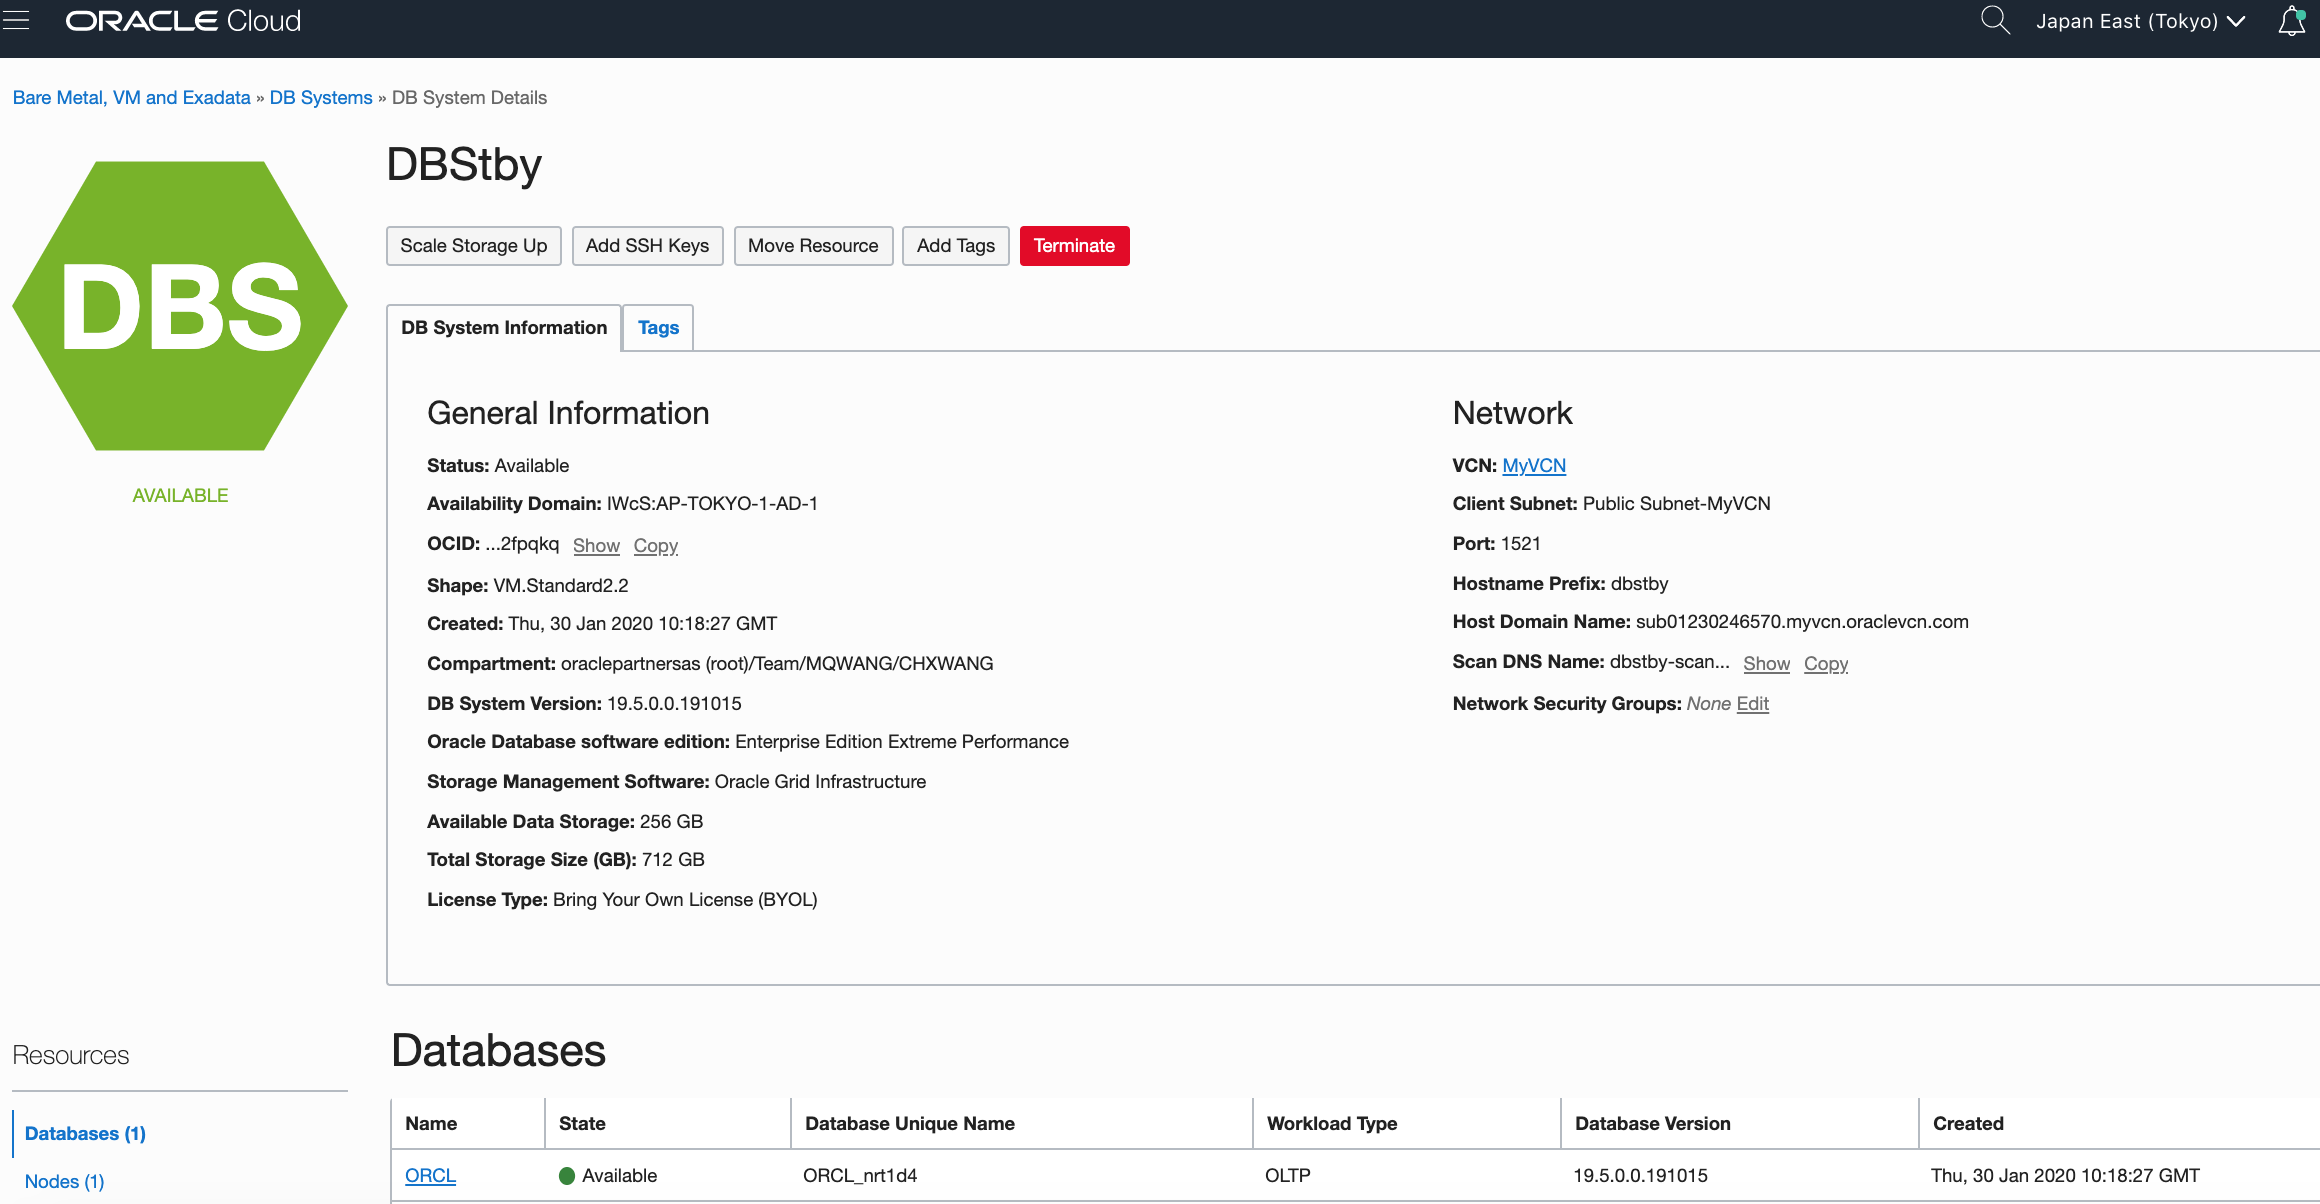 ORACLE Cloud
Japan East (Tokyo)
Bare Metal, VM and Exadata » DB Systems » DB System Details
DBS
AVAILABLE
DBStby
Scale Storage Up
Add SSH Keys
Move Resource
Add Tags
Terminate
DB System Information
Tags
General Information
Status: Available
Availability Domain: IWcS:AP-TOKYO-1-AD-1
OCID: ...2fpqkq Show Copy
Shape: VM.Standard2.2
Created: Thu, 30 Jan 2020 10:18:27 GMT
Compartment: oraclepartnersas (root)/Team/MQWANG/CHXWANG
DB System Version: 19.5.0.0.191015
Oracle Database software edition: Enterprise Edition Extreme Performance
Storage Management Software: Oracle Grid Infrastructure
Available Data Storage: 256 GB
Total Storage Size (GB): 712 GB
License Type: Bring Your Own License (BYOL)
Network
VCN: MyVCN
Client Subnet: Public Subnet-MyVCN
Port: 1521
Hostname Prefix: dbstby
Host Domain Name: sub01230246570.myvcn.oraclevcn.com
Scan DNS Name: dbstby-scan... Show Copy
Network Security Groups: None Edit
Resources
Databases (1)
Nodes (1)
Databases
Name State Database Unique Name Workload Type Database Version Created
ORCL Available ORCL_nrt1d4 OLTP 19.5.0.0.191015 Thu, 30 Jan 2020 10:18:27 GMT